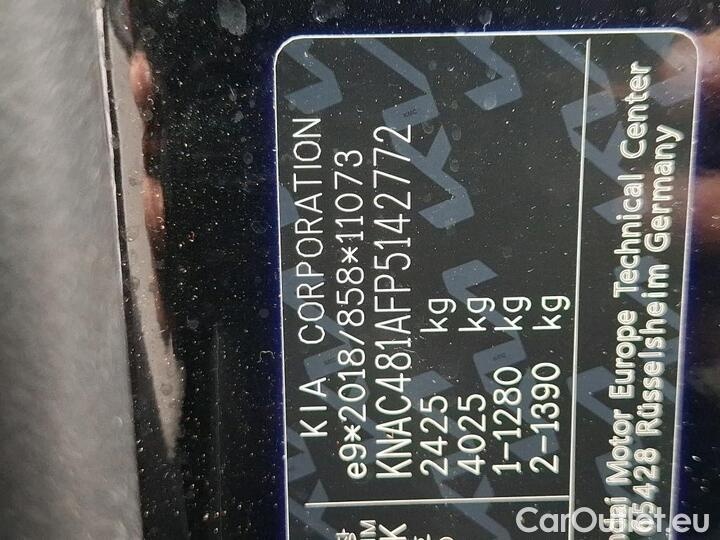 KIA CORPORATION
e9*2018/858*11073
KNAC481AFP5142772
2425 kg
4025 kg
1-1280 kg
2-1390 kg
Motor Europe Technical Center
Rüsselsheim Germany
KMC
CarOutlet.eu